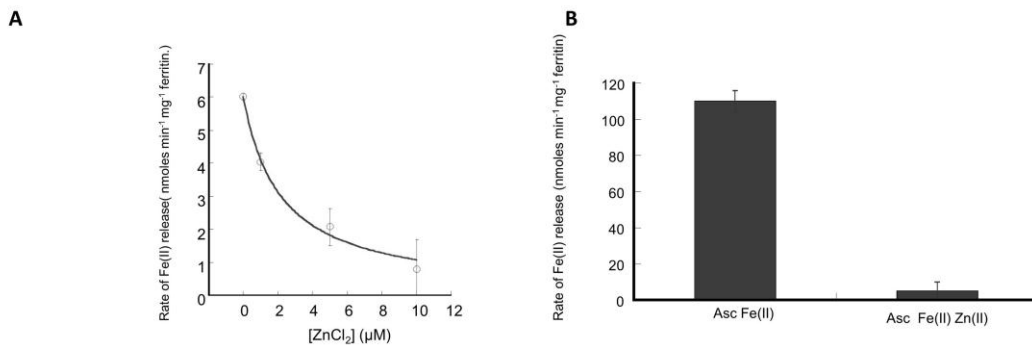 A
Rate of Fe(II) release( nmoles min⁻¹ mg⁻¹ ferritin.)
7
6
5
4
3
2
1
0
0 2 4 6 8 10 12
[ZnCl₂] (µM)
B
Rate of Fe(II) release (nmoles min⁻¹ mg⁻¹ ferritin)
120
100
80
60
40
20
0
Asc Fe(II)
Asc Fe(II) Zn(II)